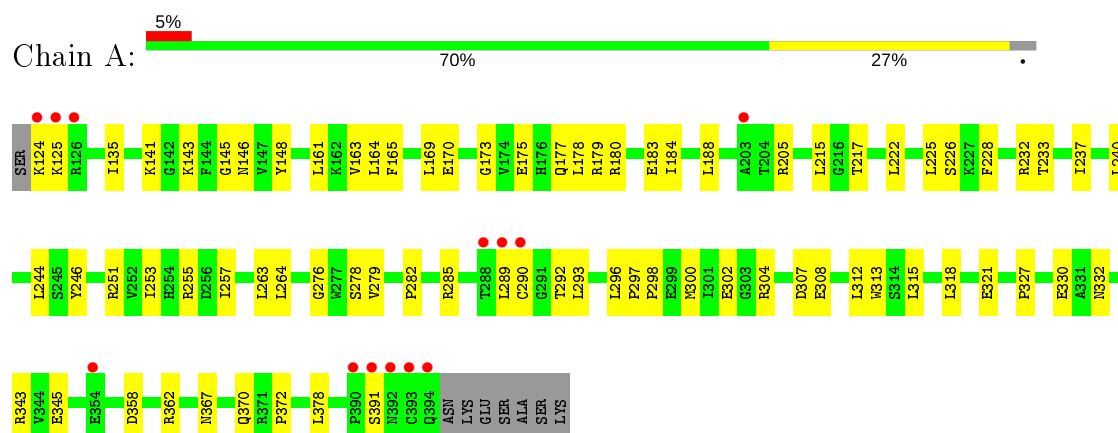 5%
Chain A:
70% 27% •
SER K124 K125 R126 I135 K141 G142 K143 F144 G145 N146 V147 Y148 L161 K162 V163 L164 F165 L169 E170 G173 V174 E175 H176 Q177 L178 R179 R180 E183 I184 L188 A203 T204 R205 L215 G216 T217 L222 L225 S226 K227 F228 R232 T233 I237 L240
L244 S245 Y246 R251 V252 I253 H254 R255 D256 I257 L263 L264 G276 W277 S278 V279 P282 R285 T288 L289 C290 G291 T292 L293 L296 P297 P298 E299 M300 I301 E302 G303 R304 D307 E308 L312 W313 S314 L315 L318 E321 P327 E330 A331 N332
R343 V344 E345 E354 D358 R362 N367 Q370 R371 P372 L378 P390 S391 N392 C393 Q394 ASN LYS GLU SER ALA SER LYS